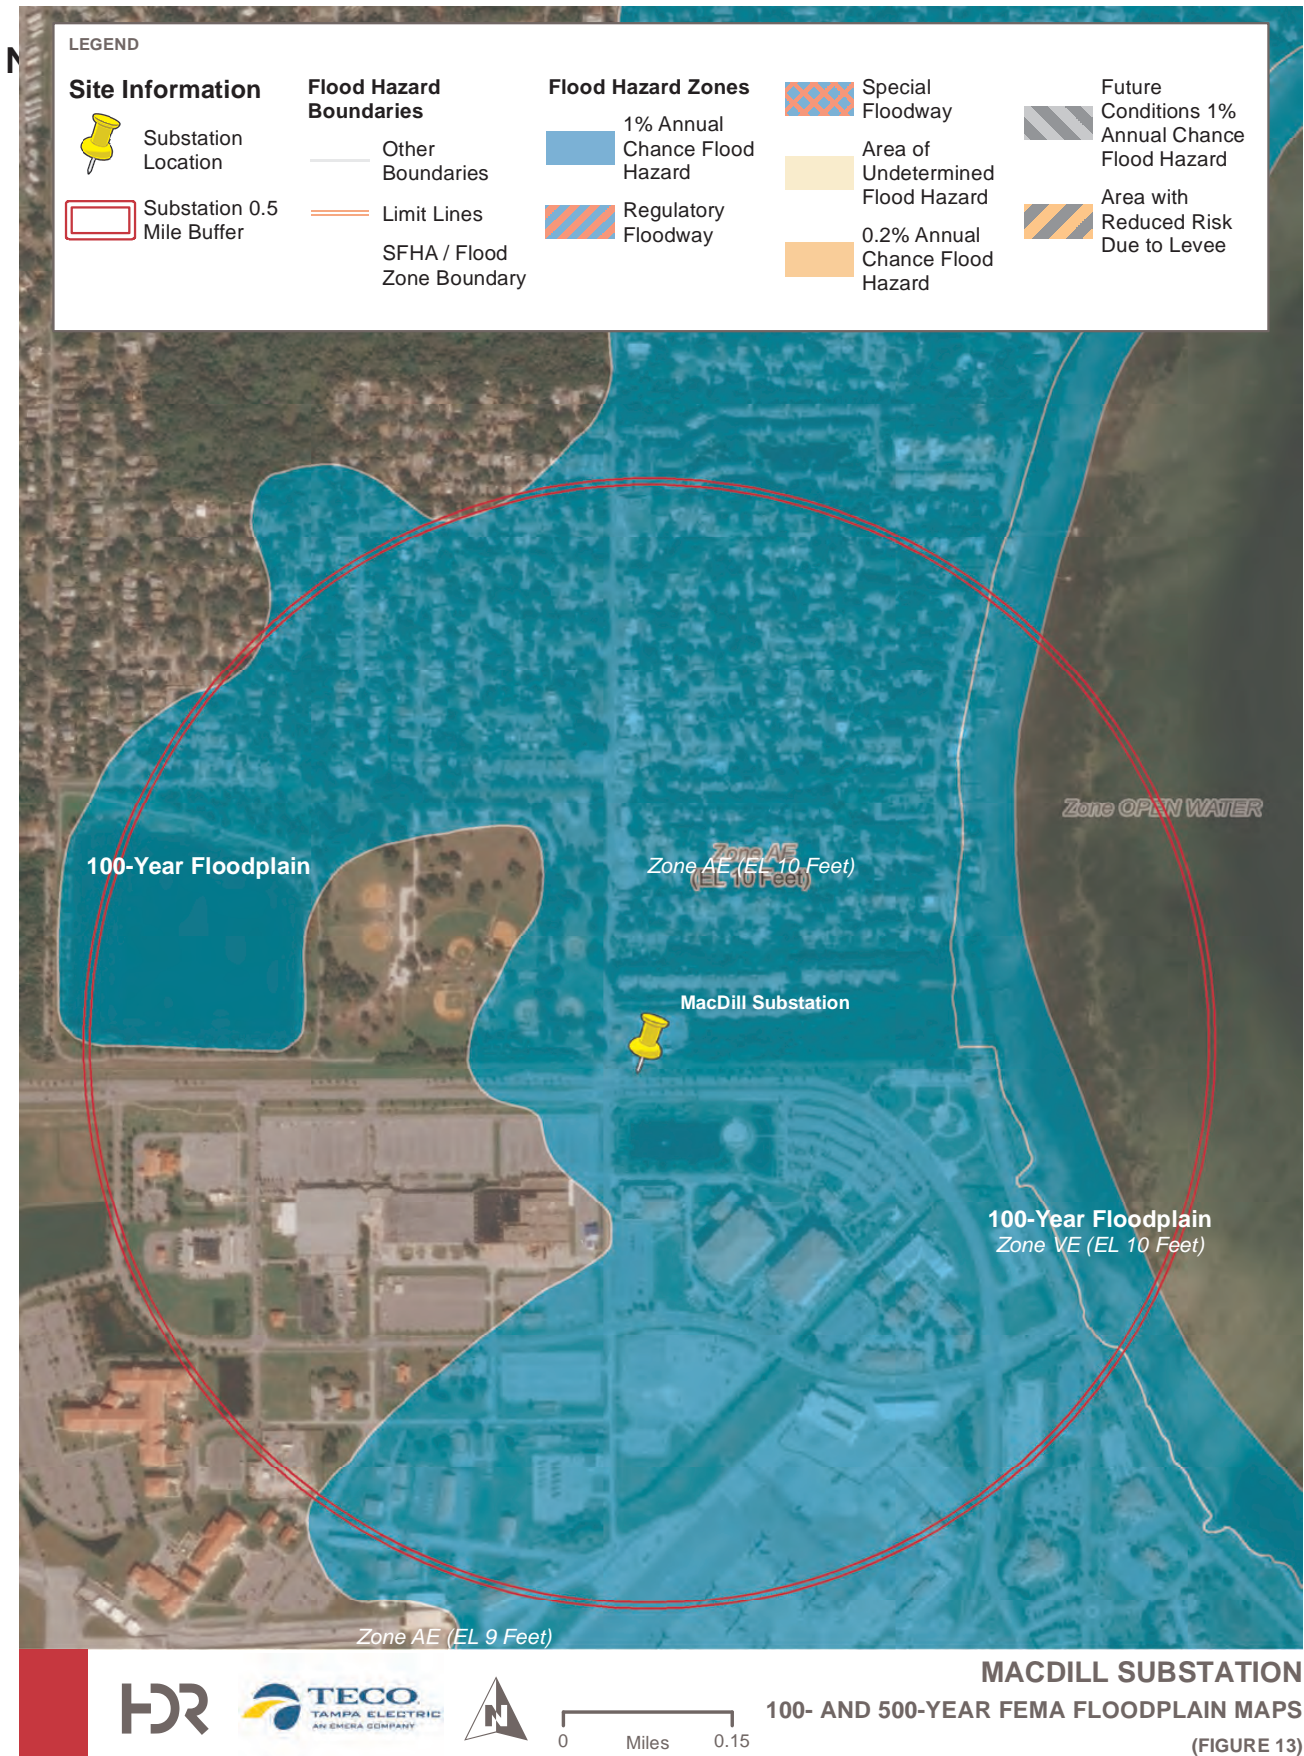 N
LEGEND
Site Information
Substation
Location
Substation 0.5
Mile Buffer
Flood Hazard
Boundaries
Other
Boundaries
Limit Lines
SFHA / Flood
Zone Boundary
Flood Hazard Zones
1% Annual
Chance Flood
Hazard
Regulatory
Floodway
Special
Floodway
Area of
Undetermined
Flood Hazard
0.2% Annual
Chance Flood
Hazard
Future
Conditions 1%
Annual Chance
Flood Hazard
Area with
Reduced Risk
Due to Levee
Zone OPEN WATER
100-Year Floodplain
Zone AE
(EL 10 Feet)
Zone AE (EL 10 Feet)
MacDill Substation
100-Year Floodplain
Zone VE (EL 10 Feet)
Zone AE (EL 9 Feet)
HDR
TECO.
TAMPA ELECTRIC
AN EMERA COMPANY
N
0 Miles 0.15
MACDILL SUBSTATION
100- AND 500-YEAR FEMA FLOODPLAIN MAPS
(FIGURE 13)